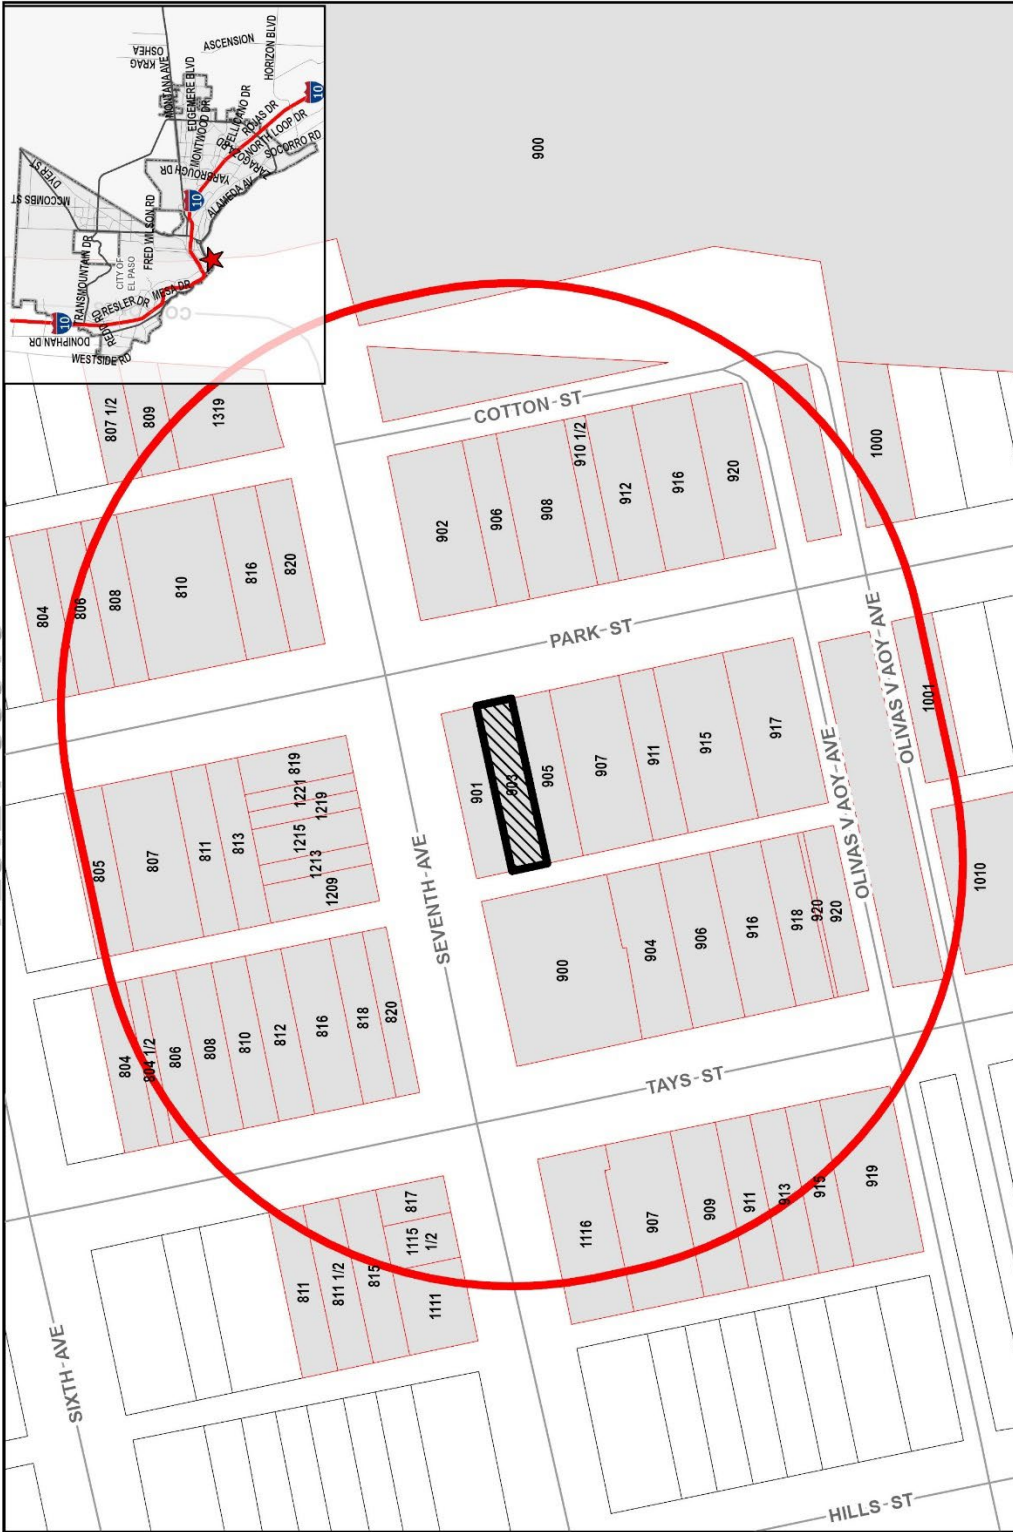 KRAG
OSHEA
ASCENSION
MONTANA AVE
EDGEMERE BLVD
HORIZON BLVD
MONTWOOD DR
PELLICANO DR
ROJAS DR
NORTH LOOP DR
ZARAGOZA RD
SOCORRO RD
YARBROUGH DR
ALAMEDA AV
10
10
10
DYER ST
MCCOMBS ST
FRED WILSON RD
TRANSMOUNTAIN DR
CITY OF
EL PASO
MESA DR
RESLER DR
REDD RD
DONIPHAN DR
WESTSIDE RD
900
807 1/2
809
1319
COTTON-ST
1000
902
906
908
910 1/2
912
916
920
804
806
808
810
816
820
PARK-ST
OLIVAS V AOY-AVE
OLIVAS V AOY-AVE
1001
901
903
905
907
911
915
917
805
807
811
813
819
1221
1219
1215
1213
1209
SEVENTH-AVE
900
904
906
916
918
920
920
1010
804
804 1/2
806
808
810
812
816
818
820
TAYS-ST
811
811 1/2
815
817
1115
1/2
1111
1116
907
909
911
913
915
919
SIXTH-AVE
HILLS-ST